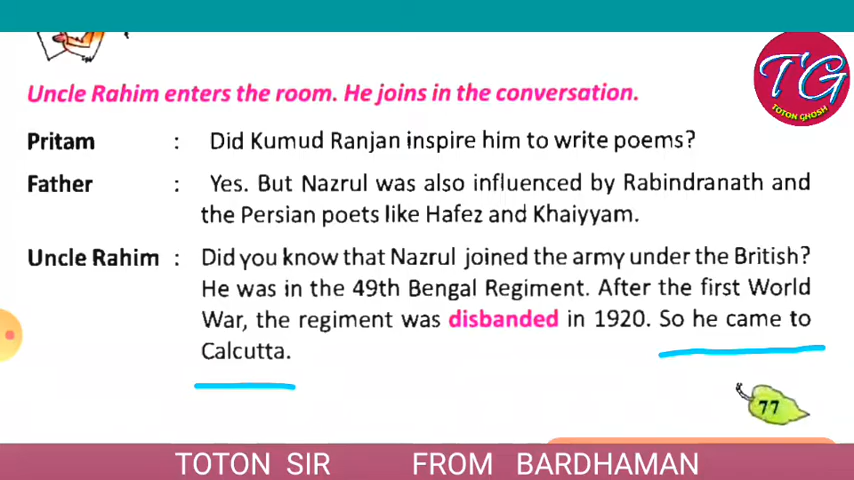 TG
TOTON GHOSH
Uncle Rahim enters the room. He joins in the conversation.
Pritam : Did Kumud Ranjan inspire him to write poems?
Father : Yes. But Nazrul was also influenced by Rabindranath and
the Persian poets like Hafez and Khaiyyam.
Uncle Rahim : Did you know that Nazrul joined the army under the British?
He was in the 49th Bengal Regiment. After the first World
War, the regiment was disbanded in 1920. So he came to
Calcutta.
77
TOTON SIR FROM BARDHAMAN